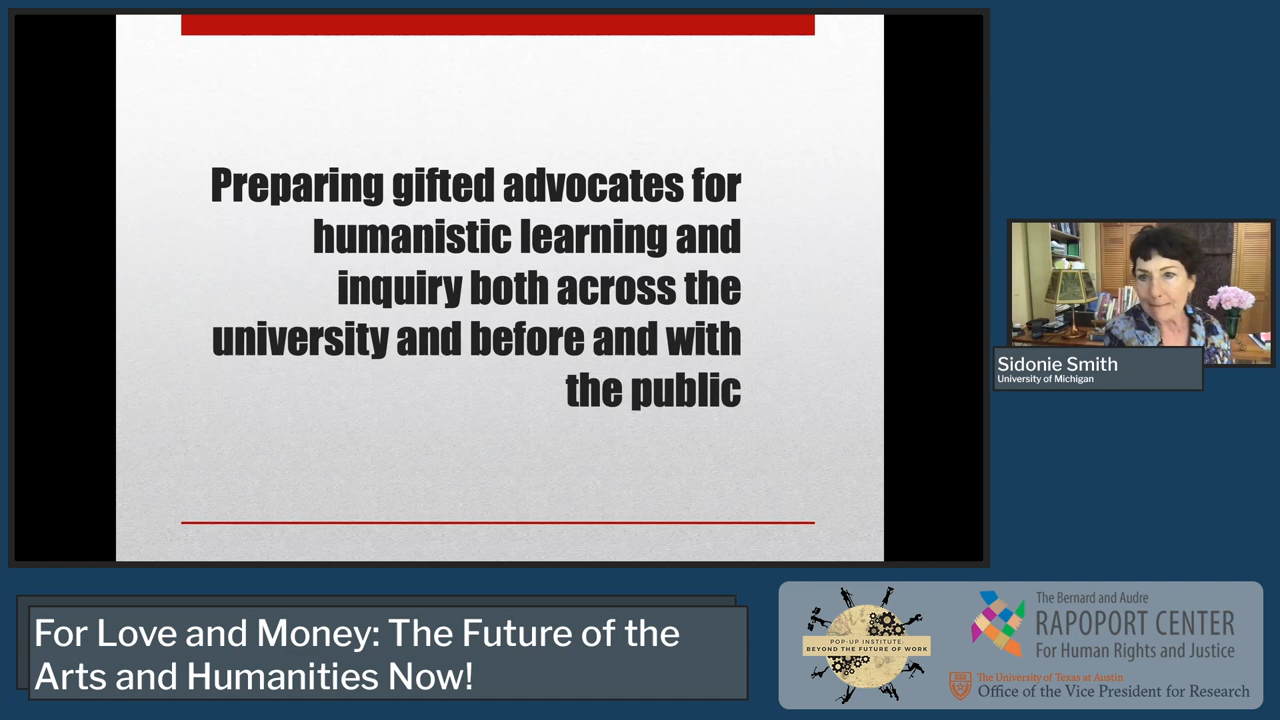 Preparing gifted advocates for
humanistic learning and
inquiry both across the
university and before and with
the public
Sidonie Smith
University of Michigan
For Love and Money: The Future of the
Arts and Humanities Now!
POP-UP INSTITUTE:
BEYOND THE FUTURE OF WORK
The Bernard and Audre
RAPOPORT CENTER
For Human Rights and Justice
The University of Texas at Austin
Office of the Vice President for Research